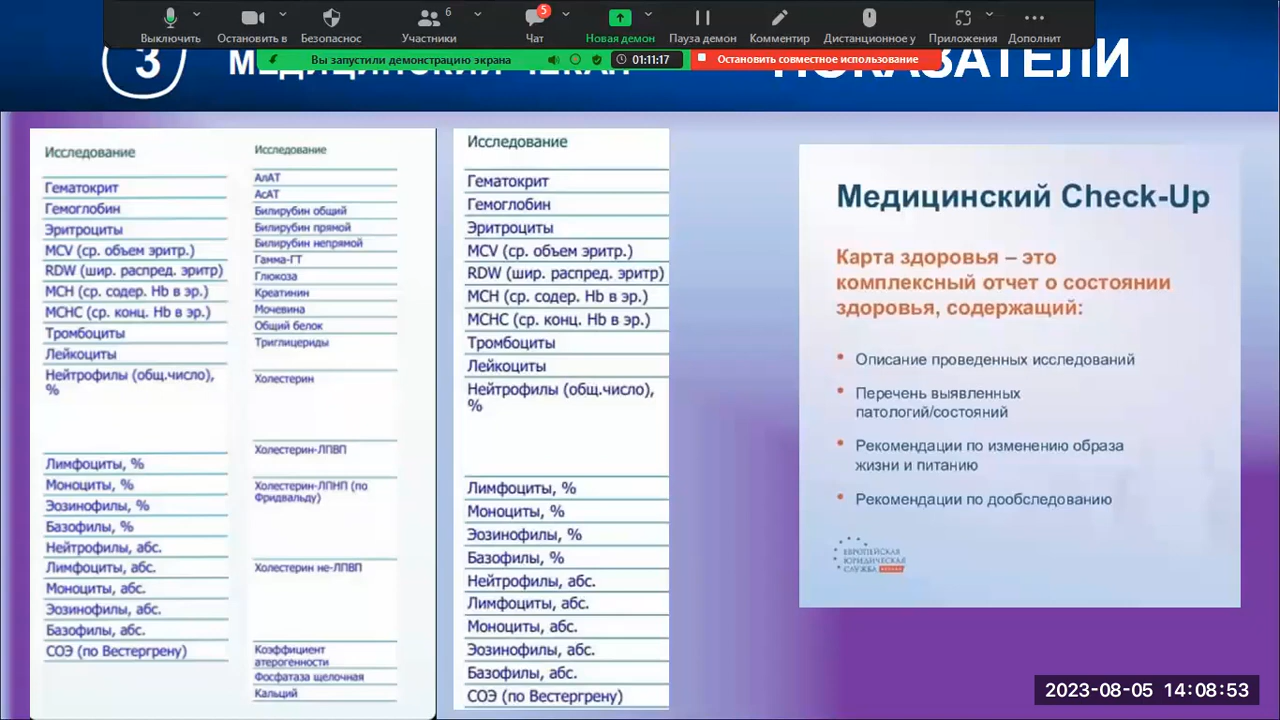 Выключить
Остановить в
Безопаснос
6
Участники
5
Чат
Новая демон
Пауза демон
Комментир
Дистанционное у
Приложения
Дополнит
Вы запустили демонстрацию экрана
01:11:17
Остановить совместное использование
3
МЕДИЦИНСКИЙ ЧЕКАП
ПОКАЗАТЕЛИ
Исследование
Гематокрит
Гемоглобин
Эритроциты
MCV (ср. объем эритр.)
RDW (шир. распред. эритр)
MCH (ср. содер. Hb в эр.)
MCHC (ср. конц. Hb в эр.)
Тромбоциты
Лейкоциты
Нейтрофилы (общ.число),
%
Лимфоциты, %
Моноциты, %
Эозинофилы, %
Базофилы, %
Нейтрофилы, абс.
Лимфоциты, абс.
Моноциты, абс.
Эозинофилы, абс.
Базофилы, абс.
СОЭ (по Вестергрену)
Исследование
АлАТ
АсАТ
Билирубин общий
Билирубин прямой
Билирубин непрямой
Гамма-ГТ
Глюкоза
Креатинин
Мочевина
Общий белок
Триглицериды
Холестерин
Холестерин-ЛПВП
Холестерин-ЛПНП (по
Фридвальду)
Холестерин не-ЛПВП
Коэффициент
атерогенности
Фосфатаза щелочная
Кальций
Исследование
Гематокрит
Гемоглобин
Эритроциты
MCV (ср. объем эритр.)
RDW (шир. распред. эритр)
MCH (ср. содер. Hb в эр.)
MCHC (ср. конц. Hb в эр.)
Тромбоциты
Лейкоциты
Нейтрофилы (общ.число),
%
Лимфоциты, %
Моноциты, %
Эозинофилы, %
Базофилы, %
Нейтрофилы, абс.
Лимфоциты, абс.
Моноциты, абс.
Эозинофилы, абс.
Базофилы, абс.
СОЭ (по Вестергрену)
Медицинский Check-Up
Карта здоровья – это
комплексный отчет о состоянии
здоровья, содержащий:
• Описание проведенных исследований
• Перечень выявленных
патологий/состояний
• Рекомендации по изменению образа
жизни и питанию
• Рекомендации по дообследованию
ЕВРОПЕЙСКАЯ
ЮРИДИЧЕСКАЯ
СЛУЖБА
2023-08-05 14:08:53